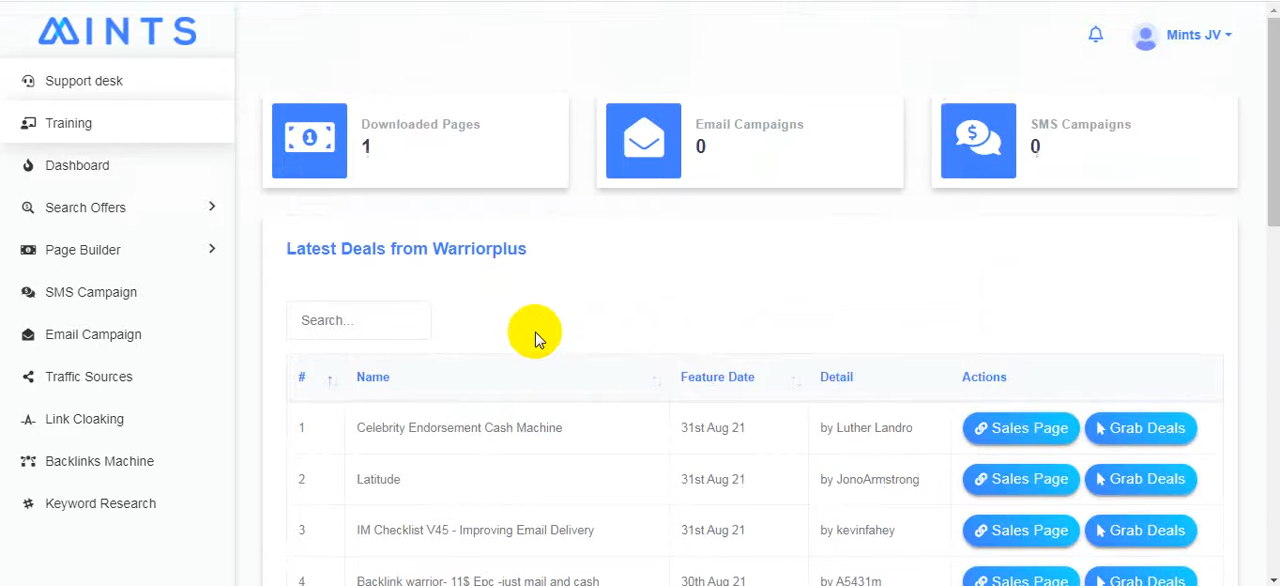 MINTS
Mints JV
Support desk
Training
Dashboard
Search Offers
Page Builder
SMS Campaign
Email Campaign
Traffic Sources
Link Cloaking
Backlinks Machine
Keyword Research
Downloaded Pages
1
Email Campaigns
0
SMS Campaigns
0
Latest Deals from Warriorplus
Search...
# Name Feature Date Detail Actions
1 Celebrity Endorsement Cash Machine 31st Aug 21 by Luther Landro Sales Page Grab Deals
2 Latitude 31st Aug 21 by JonoArmstrong Sales Page Grab Deals
3 IM Checklist V45 - Improving Email Delivery 31st Aug 21 by kevinfahey Sales Page Grab Deals
4 Backlink warrior- 11$ Epc -just mail and cash 30th Aug 21 by A5431m Sales Page Grab Deals